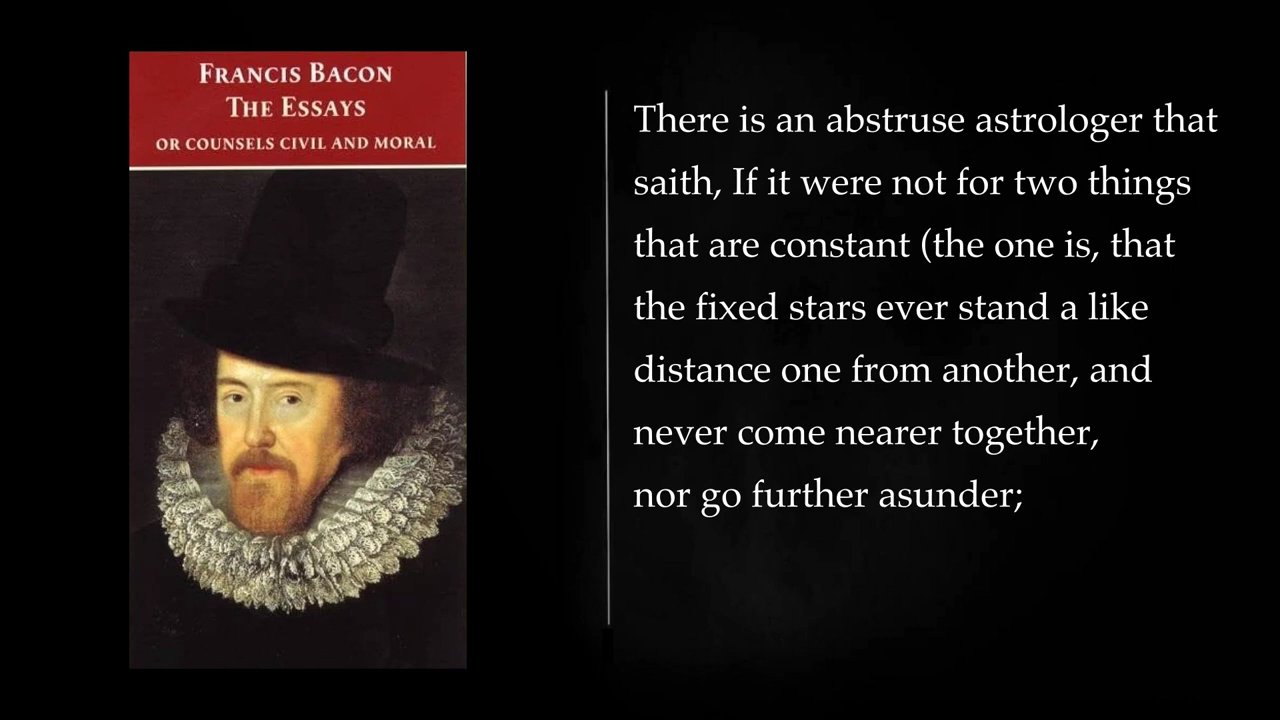 FRANCIS BACON
THE ESSAYS
OR COUNSELS CIVIL AND MORAL
There is an abstruse astrologer that
saith, If it were not for two things
that are constant (the one is, that
the fixed stars ever stand a like
distance one from another, and
never come nearer together,
nor go further asunder;